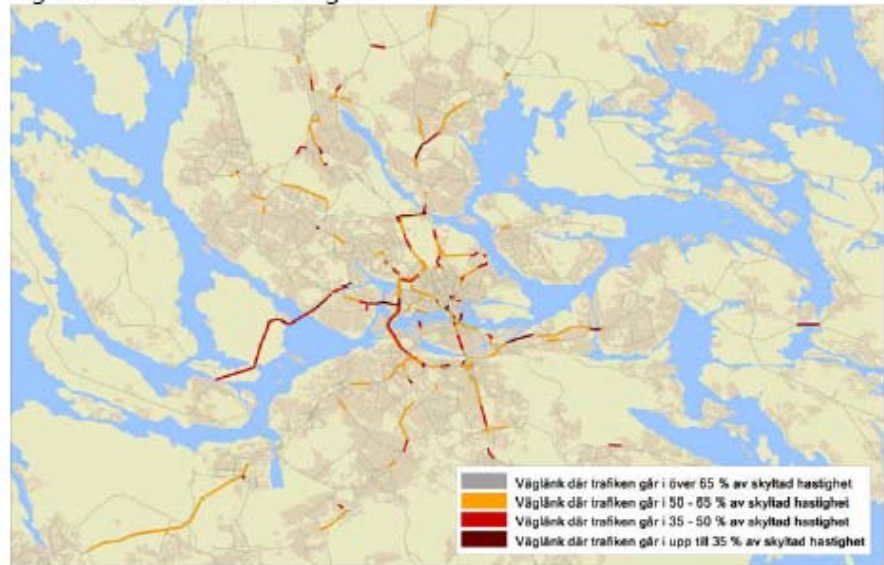 Väglänk där trafiken går i över 65 % av skyltad hastighet
Väglänk där trafiken går i 50 - 65 % av skyltad hastighet
Väglänk där trafiken går i 35 - 50 % av skyltad hastighet
Väglänk där trafiken går i upp till 35 % av skyltad hastighet